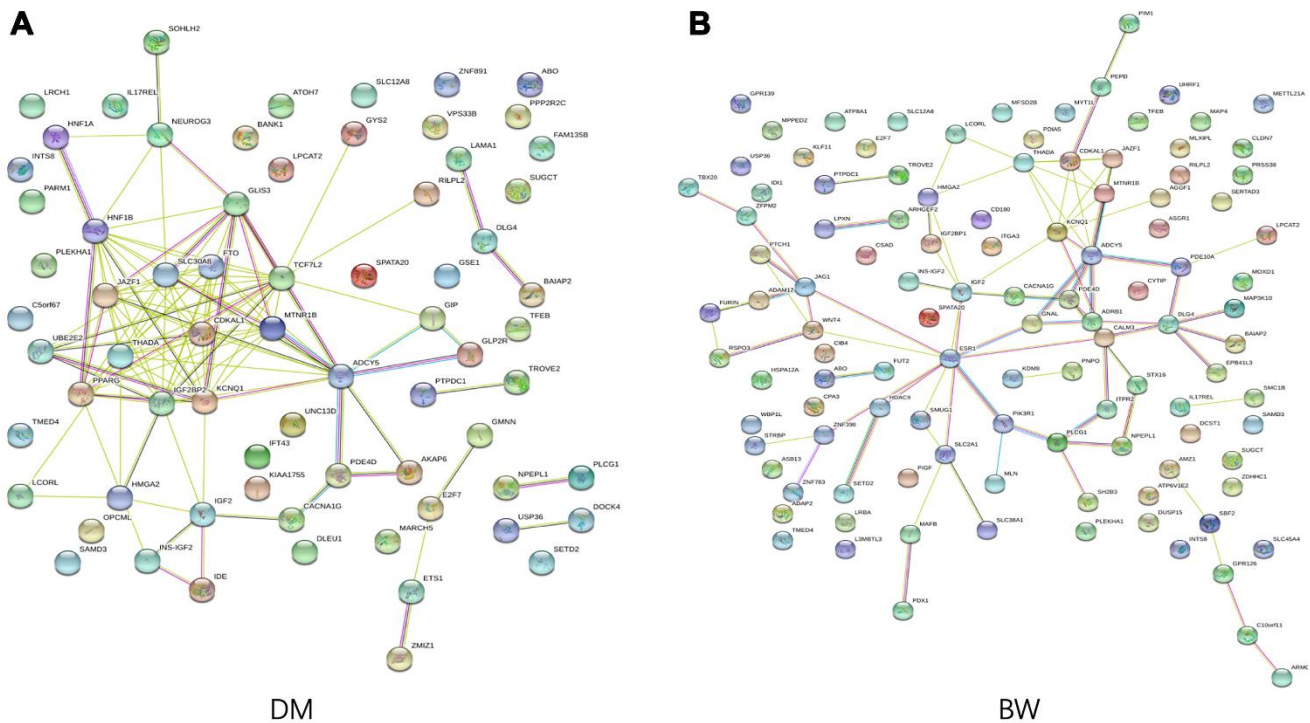 A
SOHLH2
SLC12A8
ZNF891
ABO
LRCH1
IL17REL
ATOH7
PPP2R2C
HNF1A
NEUROG3
BANK1
GYS2
VPS33B
FAM135B
INTS8
LPCAT2
LAMA1
PARM1
GLIS3
RILPL2
SUGCT
HNF1B
DLG4
PLEKHA1
SLC30A8
FTO
TCF7L2
SPATA20
GSE1
JAZF1
BAIAP2
C5orf67
MTNR1B
GIP
TFEB
UBE2E2
THADA
CDKAL1
GLP2R
ADCY5
TROVE2
PPARG
IGF2BP2
KCNQ1
PTPDC1
TMED4
UNC13D
GMNN
IFT43
PDE4D
AKAP6
NPEPL1
PLCG1
LCORL
HMGA2
KIAA1755
E2F7
IGF2
CACNA1G
USP36
DOCK4
OPCML
MARCH5
SAMD3
INS-IGF2
DLEU1
SETD2
IDE
ETS1
ZMIZ1
DM
B
PIM1
PEPD
GPR139
UHRF1
METTL21A
MPPED2
ATP8A1
SLC12A8
MFSD2B
MYT1L
TFEB
MAP4
LCORL
PDIA5
KLF11
E2F7
THADA
CDKAL1
JAZF1
MLXIPL
CLDN7
USP36
PTPDC1
TROVE2
RILPL2
PRSS36
TBX20
IDI1
HMGA2
MTNR1B
AGGF1
SERTAD3
ZFPM2
LPXN
ARHGEF2
CD180
KCNQ1
ASGR1
LPCAT2
PTCH1
CSAD
IGF2BP1
ITGA3
ADCY5
PDE10A
JAG1
INS-IGF2
IGF2
CACNA1G
PDE4D
CYTIP
MOXD1
FURIN
ADAM17
SPATA20
GNAL
ADRB1
DLG4
MAP3K10
WNT4
CALM3
BAIAP2
RSPO3
CIB4
ESR1
EPB41L3
HSPA12A
ABO
FUT2
KDM8
PNPO
STX16
SMC1B
CPA3
HDAC9
IL17REL
WBP1L
SMUG1
PIK3R1
ITPR2
SAMD3
STRBP
ZNF398
DCST1
PLCG1
NPEPL1
ASB13
SLC2A1
AMZ1
SUGCT
ZNF783
SETD2
PIGF
MLN
ATP6V1E2
ZDHHC1
ADAP2
SH2B3
LRBA
DUSP15
SBF2
TMED4
L3MBTL3
MAFB
SLC38A1
PLEKHA1
INTS8
SLC45A4
GPR126
PDX1
C10orf11
ARMC
BW